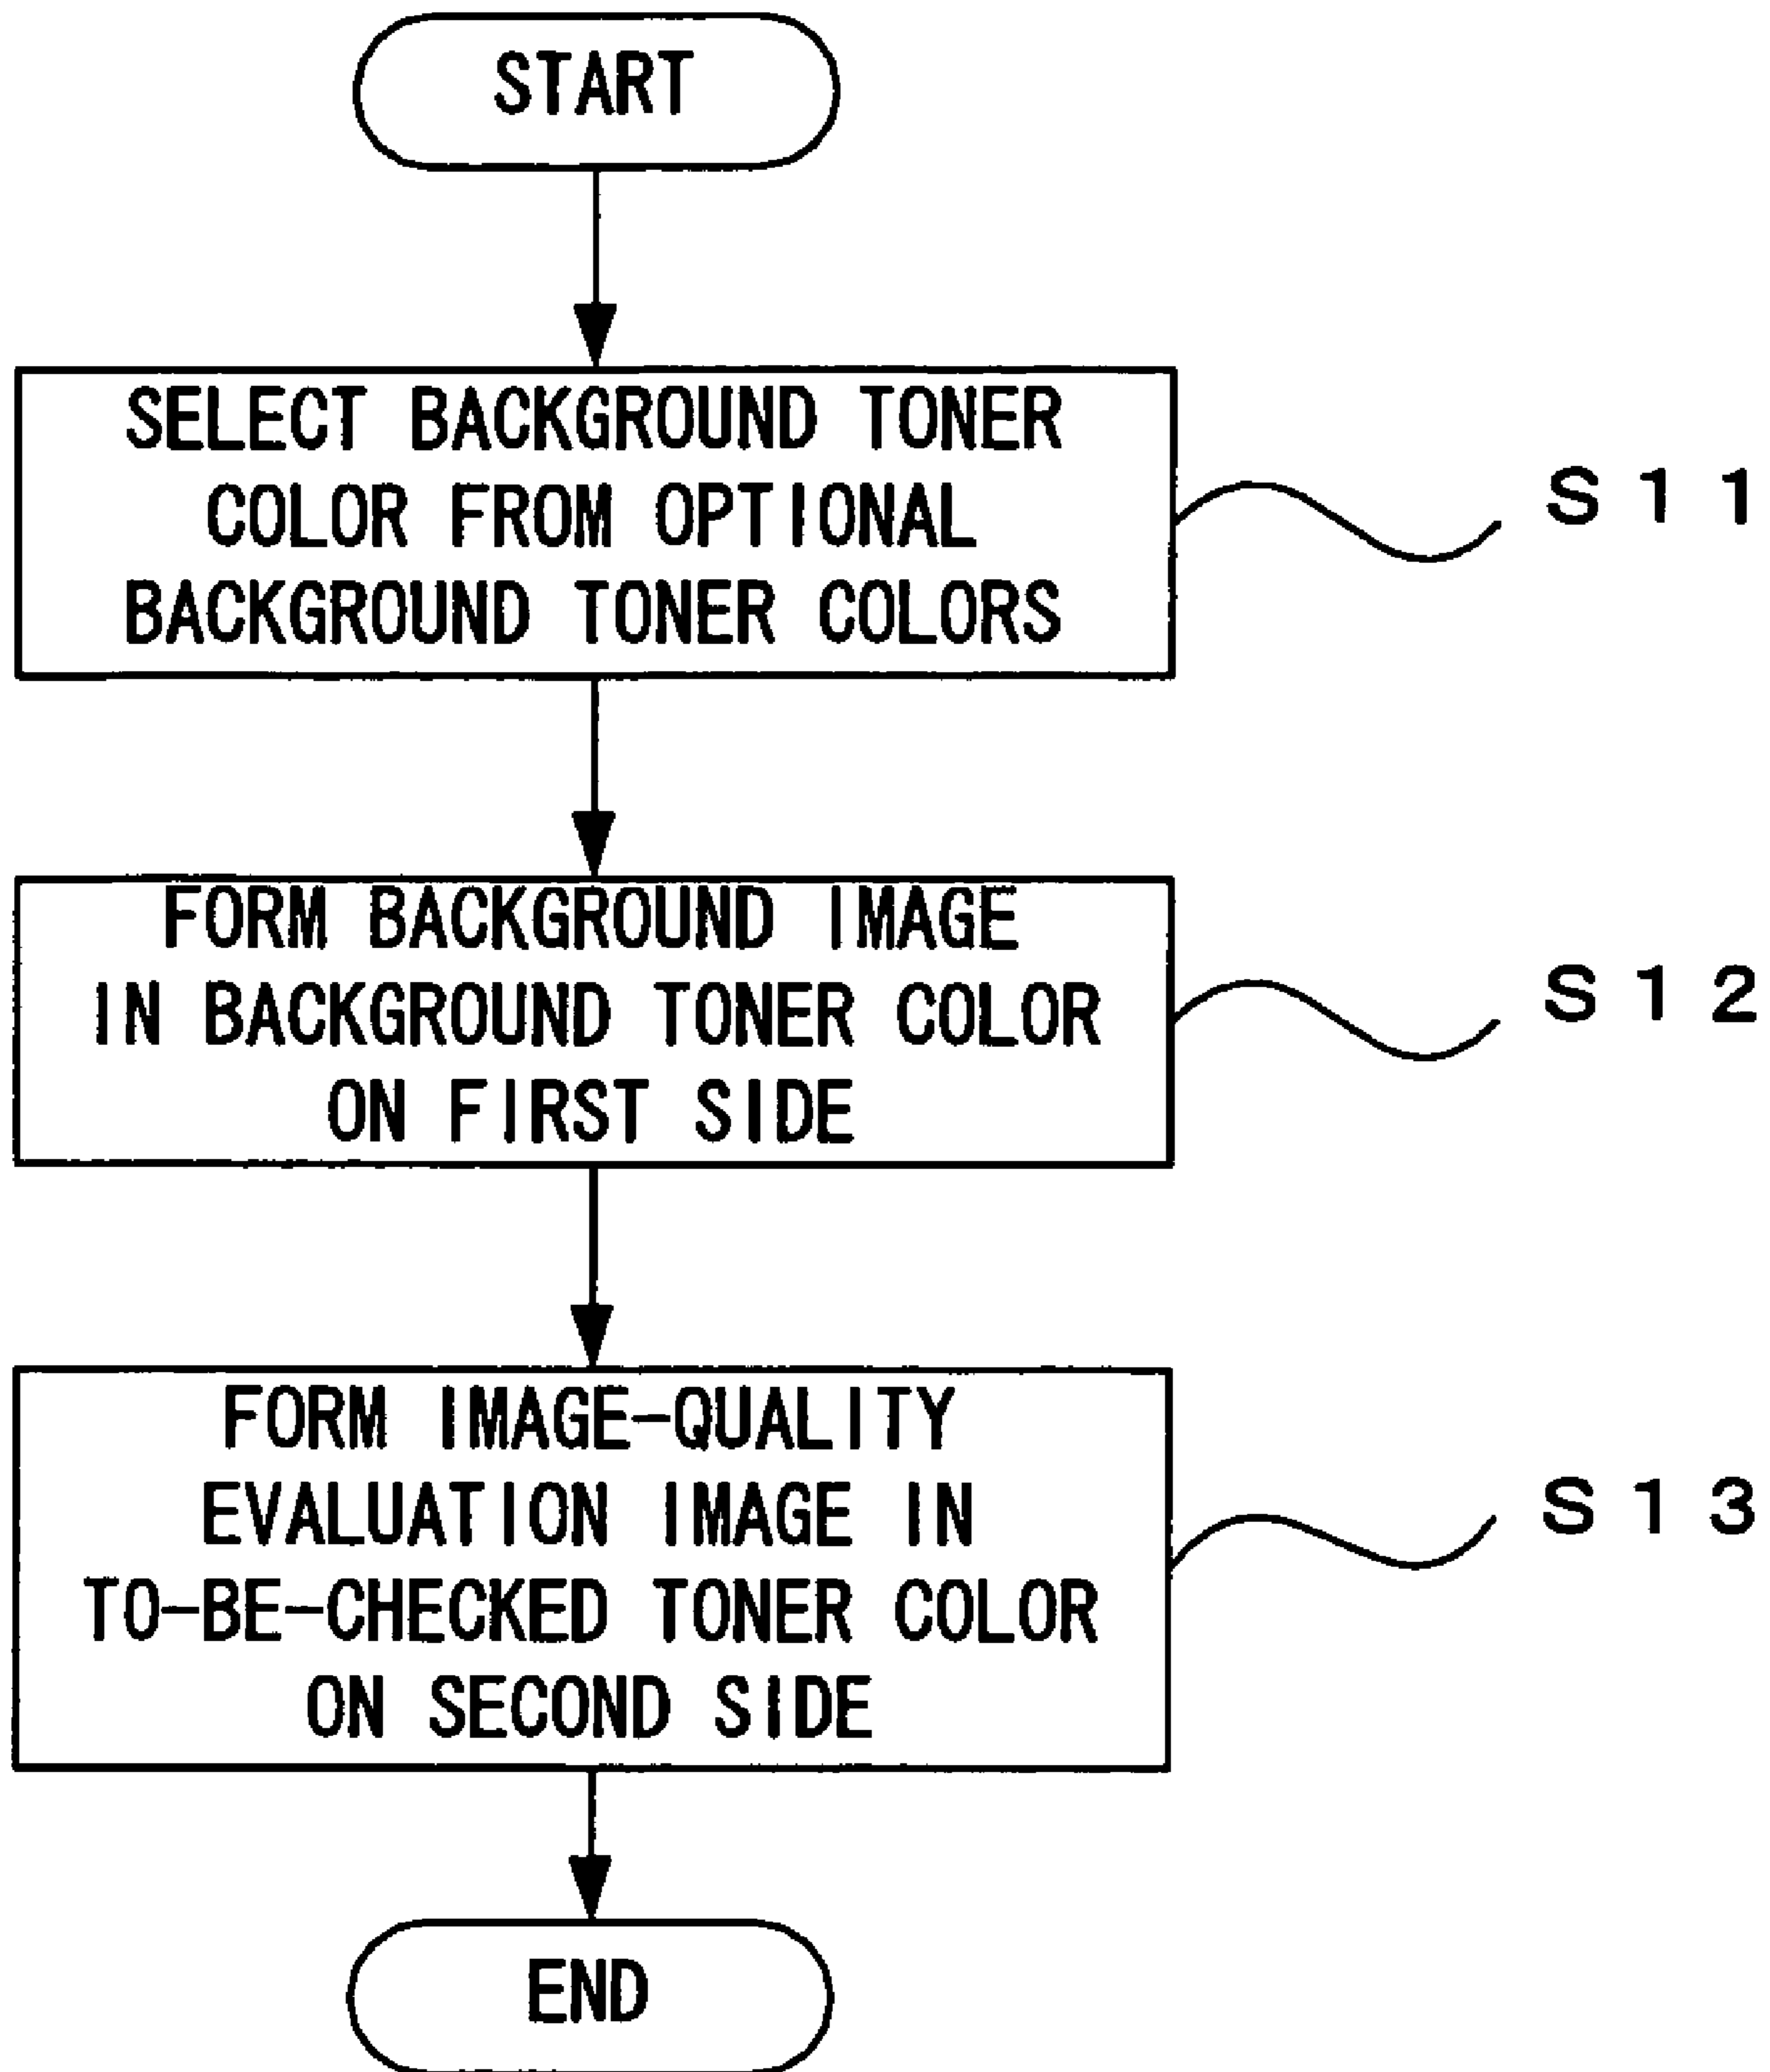 START
SELECT BACKGROUND TONER
COLOR FROM OPTIONAL
BACKGROUND TONER COLORS
S11
FORM BACKGROUND IMAGE
IN BACKGROUND TONER COLOR
ON FIRST SIDE
S12
FORM IMAGE-QUALITY
EVALUATION IMAGE IN
TO-BE-CHECKED TONER COLOR
ON SECOND SIDE
S13
END